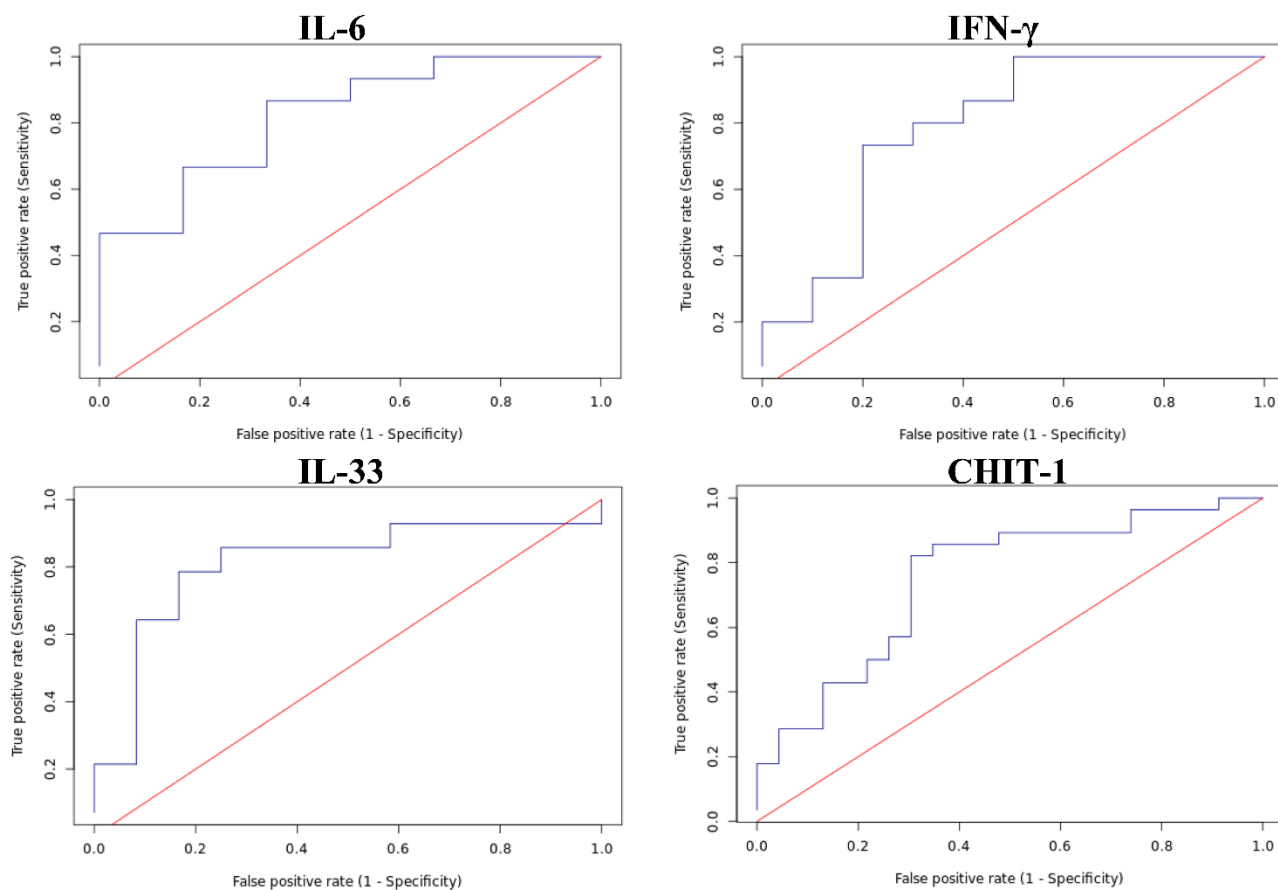 IL-6
1.0
0.8
0.6
0.4
0.2
True positive rate (Sensitivity)
0.0 0.2 0.4 0.6 0.8 1.0
False positive rate (1 - Specificity)
IFN-γ
1.0
0.8
0.6
0.4
0.2
True positive rate (Sensitivity)
0.0 0.2 0.4 0.6 0.8 1.0
False positive rate (1 - Specificity)
IL-33
1.0
0.8
0.6
0.4
0.2
True positive rate (Sensitivity)
0.0 0.2 0.4 0.6 0.8 1.0
False positive rate (1 - Specificity)
CHIT-1
1.0
0.8
0.6
0.4
0.2
0.0
True positive rate (Sensitivity)
0.0 0.2 0.4 0.6 0.8 1.0
False positive rate (1 - Specificity)